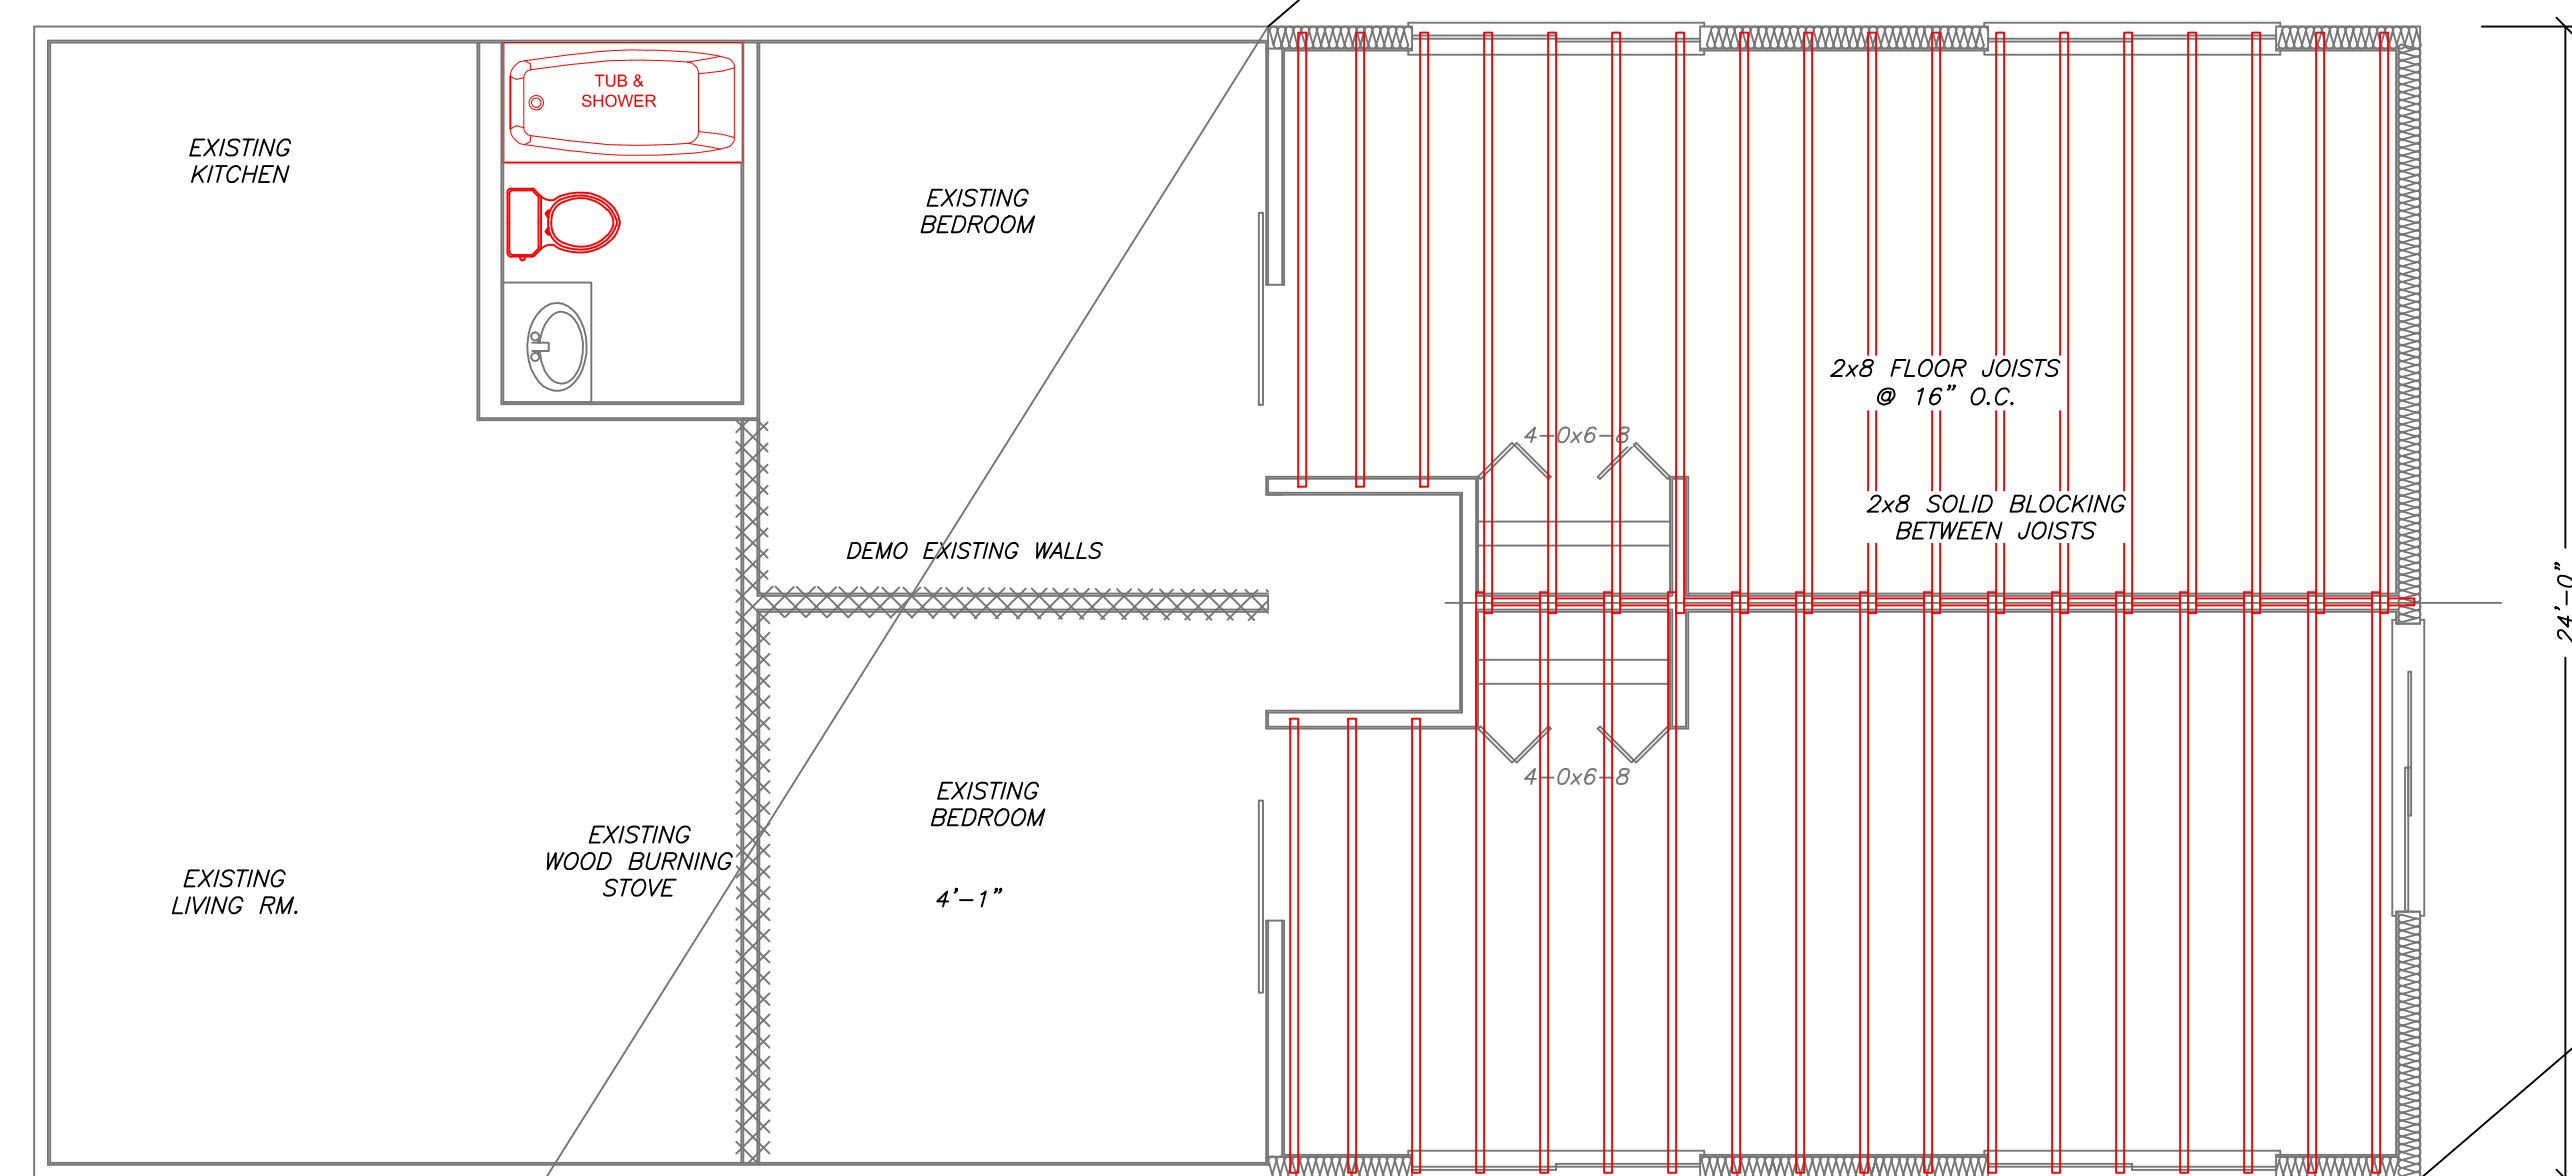 TUB &
SHOWER
EXISTING
KITCHEN
EXISTING
BEDROOM
2x8 FLOOR JOISTS
@ 16" O.C.
4-0x6-8
2x8 SOLID BLOCKING
BETWEEN JOISTS
DEMO EXISTING WALLS
24'-0"
4-0x6-8
EXISTING
BEDROOM
EXISTING
WOOD BURNING
STOVE
EXISTING
LIVING RM.
4'-1"